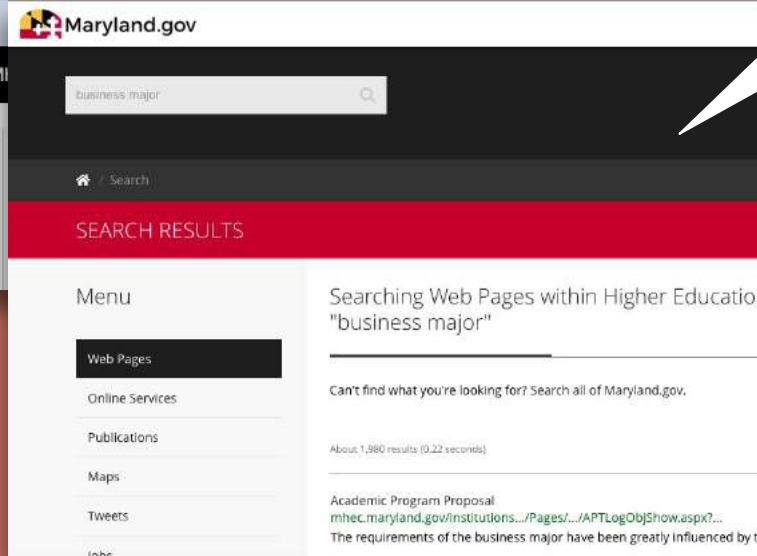 Maryland.gov
business major
/ Search
SEARCH RESULTS
Menu
Web Pages
Online Services
Publications
Maps
Tweets
Jobs
Searching Web Pages within Higher Educatio
"business major"
Can't find what you're looking for? Search all of Maryland.gov.
About 1,980 results (0.22 seconds)
Academic Program Proposal
mhec.maryland.gov/institutions.../Pages/.../APTLogObjShow.aspx?...
The requirements of the business major have been greatly influenced by t